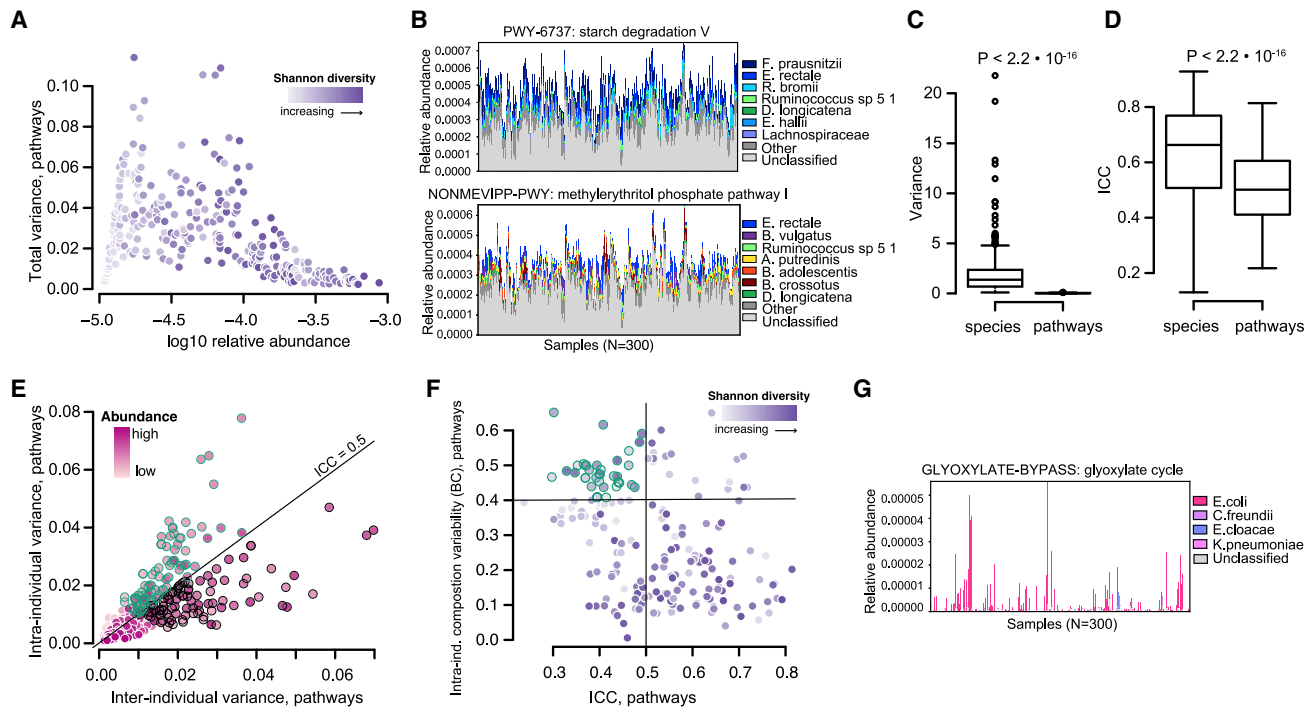 A
Total variance, pathways
0.10
0.08
0.06
0.04
0.02
0.00
−5.0 −4.5 −4.0 −3.5 −3.0
log10 relative abundance
Shannon diversity
increasing →
B
PWY-6737: starch degradation V
Relative abundance
0.0007
0.0006
0.0005
0.0004
0.0003
0.0002
0.0001
0.0000
F. prausnitzii
E. rectale
R. bromii
Ruminococcus sp 5 1
D. longicatena
E. hallii
Lachnospiraceae
Other
Unclassified
NONMEVIPP-PWY: methylerythritol phosphate pathway I
Relative abundance
0.0006
0.0005
0.0004
0.0003
0.0002
0.0001
0.0000
E. rectale
B. vulgatus
Ruminococcus sp 5 1
A. putredinis
B. adolescentis
B. crossotus
D. longicatena
Other
Unclassified
Samples (N=300)
C
P < 2.2 • 10-16
Variance
20
15
10
5
0
species pathways
D
P < 2.2 • 10-16
ICC
0.8
0.6
0.4
0.2
species pathways
E
Intra-individual variance, pathways
0.08
0.06
0.04
0.02
0.00
0.00 0.02 0.04 0.06
Inter-individual variance, pathways
Abundance
high
low
ICC = 0.5
F
Intra-ind. compostion variability (BC), pathways
0.6
0.5
0.4
0.3
0.2
0.1
0.0
0.3 0.4 0.5 0.6 0.7 0.8
ICC, pathways
Shannon diversity
increasing →
G
GLYOXYLATE-BYPASS: glyoxylate cycle
Relative abundance
0.00005
0.00004
0.00003
0.00002
0.00001
0.00000
E.coli
C.freundii
E.cloacae
K.pneumoniae
Unclassified
Samples (N=300)